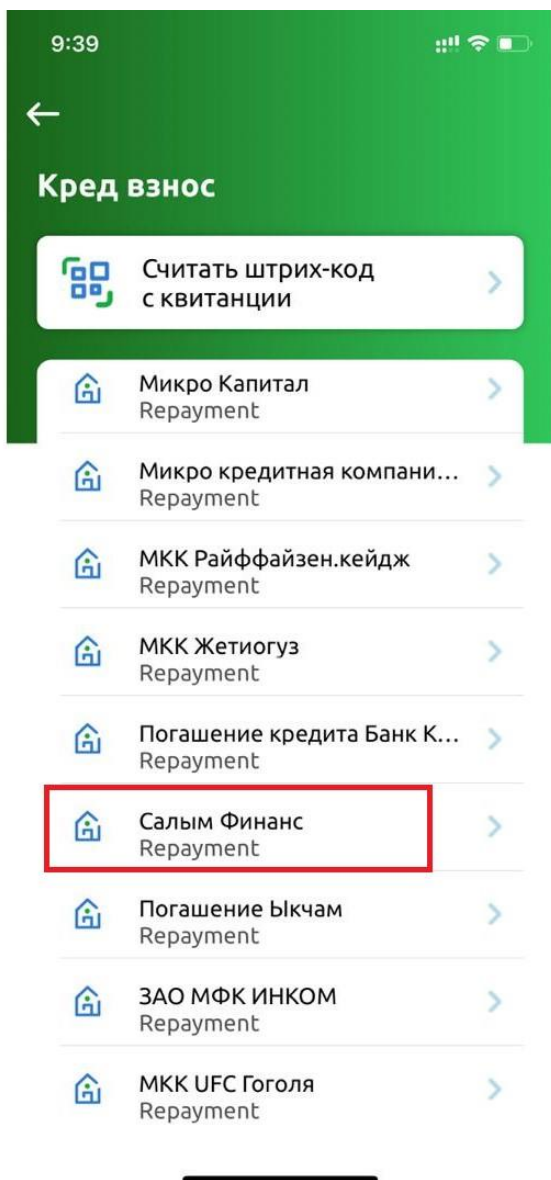 9:39
Кред взнос
Считать штрих-код
с квитанции
Микро Капитал
Repayment
Микро кредитная компани...
Repayment
МКК Райффайзен.кейдж
Repayment
МКК Жетиогуз
Repayment
Погашение кредита Банк К...
Repayment
Салым Финанс
Repayment
Погашение Ыкчам
Repayment
ЗАО МФК ИНКОМ
Repayment
МКК UFC Гоголя
Repayment